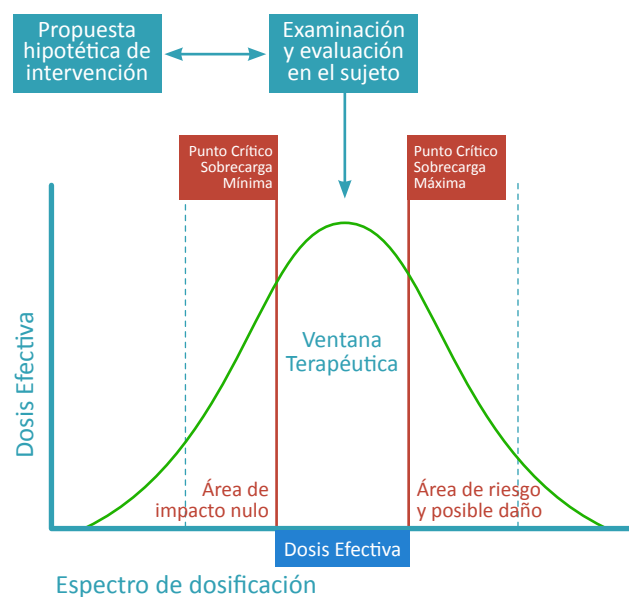 Propuesta
hipotética de
intervención
Examinación
y evaluación
en el sujeto
Punto Crítico
Sobrecarga
Mínima
Punto Crítico
Sobrecarga
Máxima
Dosis Efectiva
Ventana
Terapéutica
Área de
impacto nulo
Área de riesgo
y posible daño
Dosis Efectiva
Espectro de dosificación